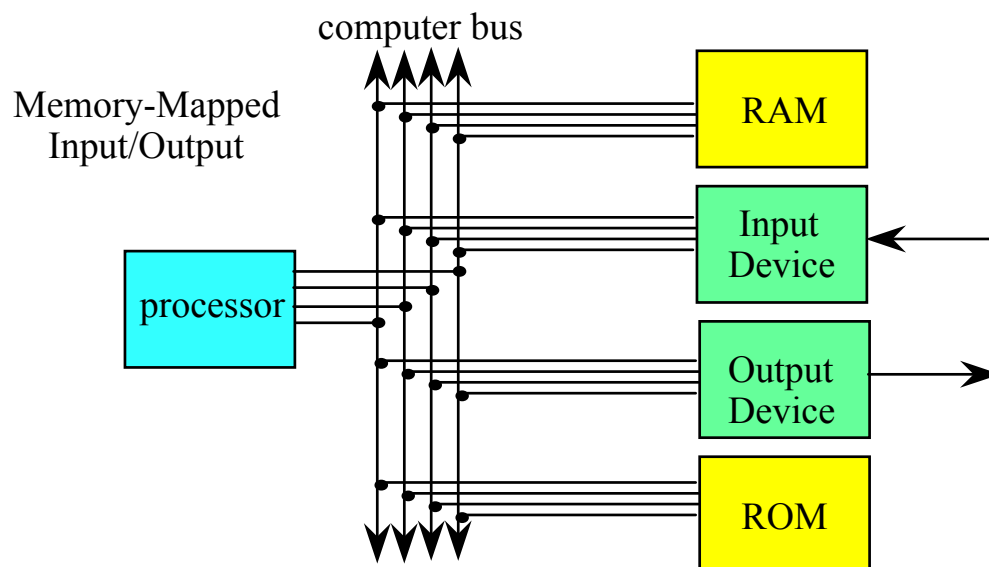 computer bus
Memory-Mapped
Input/Output
RAM
Input
Device
processor
Output
Device
ROM